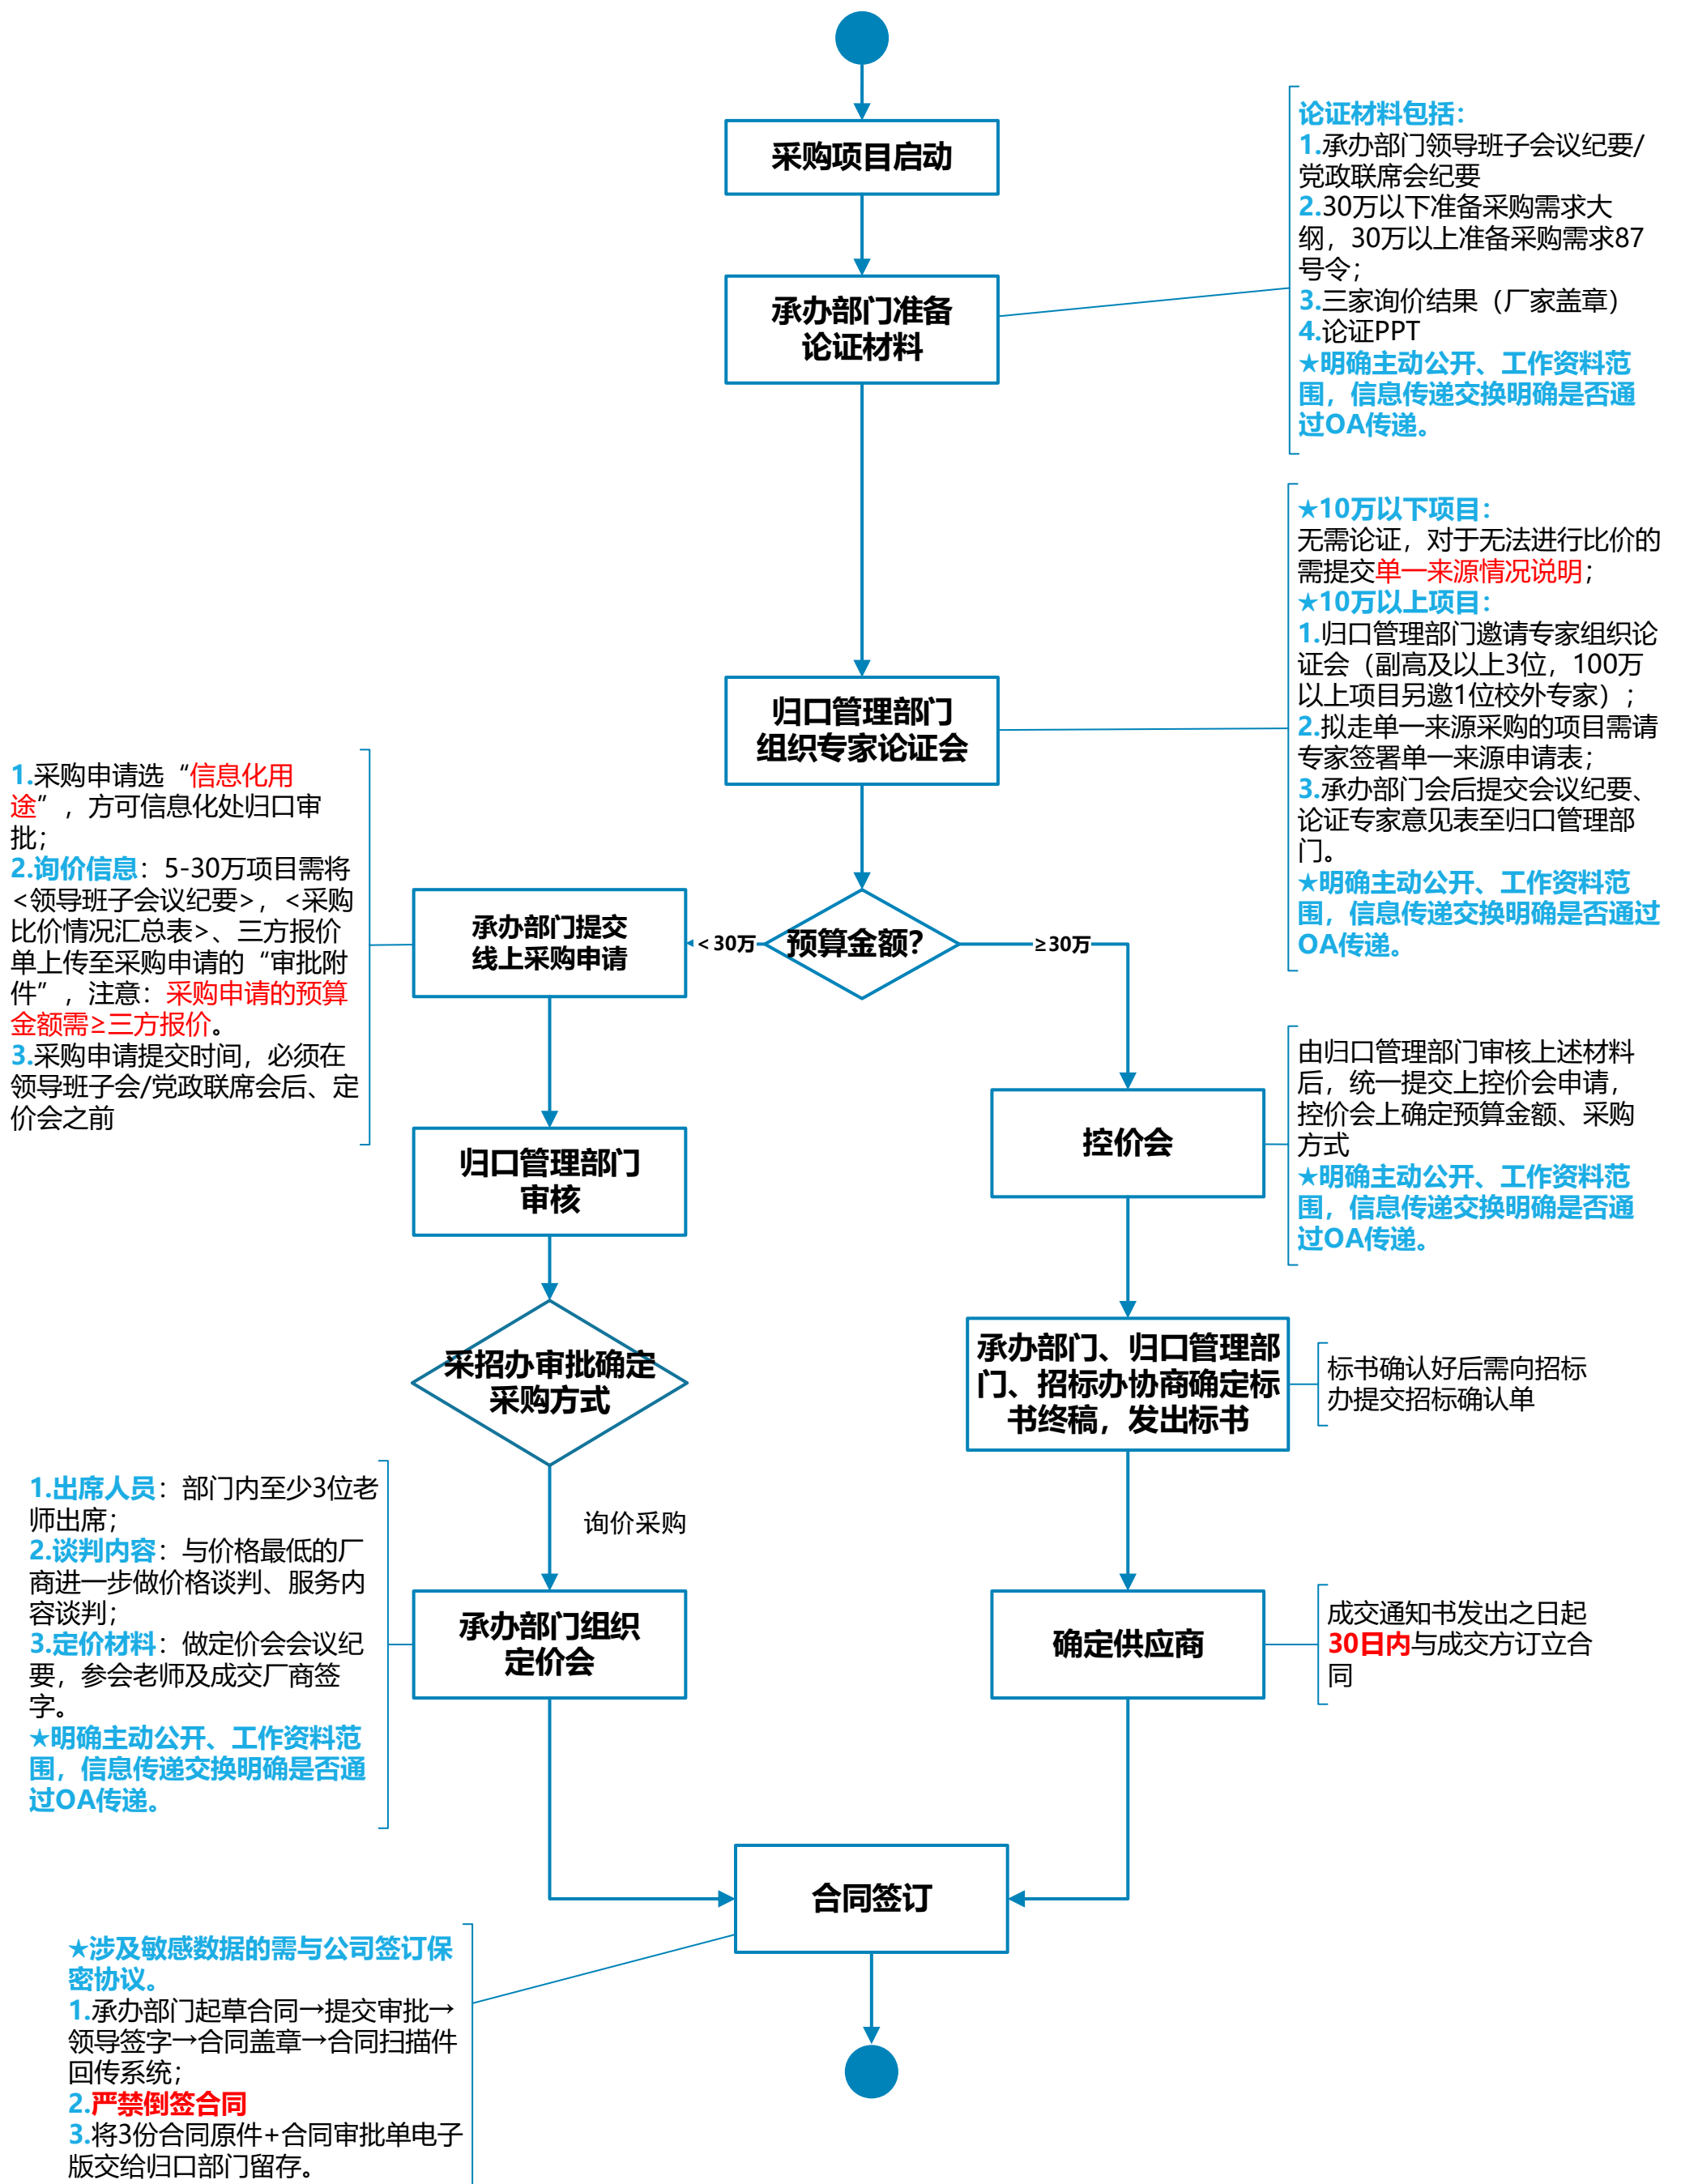 采购项目启动
论证材料包括：
1.承办部门领导班子会议纪要/
党政联席会纪要
2.30万以下准备采购需求大
纲，30万以上准备采购需求87
号令；
3.三家询价结果（厂家盖章）
4.论证PPT
★明确主动公开、工作资料范
围，信息传递交换明确是否通
过OA传递。
承办部门准备
论证材料
★10万以下项目：
无需论证，对于无法进行比价的
需提交单一来源情况说明；
★10万以上项目：
1.归口管理部门邀请专家组织论
证会（副高及以上3位，100万
以上项目另邀1位校外专家）；
2.拟走单一来源采购的项目需请
专家签署单一来源申请表；
3.承办部门会后提交会议纪要、
论证专家意见表至归口管理部
门。
★明确主动公开、工作资料范
围，信息传递交换明确是否通过
OA传递。
归口管理部门
组织专家论证会
1.采购申请选“信息化用
途”，方可信息化处归口审
批；
2.询价信息：5-30万项目需将
<领导班子会议纪要>，<采购
比价情况汇总表>、三方报价
单上传至采购申请的“审批附
件”，注意：采购申请的预算
金额需≥三方报价。
3.采购申请提交时间，必须在
领导班子会/党政联席会后、定
价会之前
承办部门提交
线上采购申请
＜30万
预算金额？
≥30万
由归口管理部门审核上述材料
后，统一提交上控价会申请，
控价会上确定预算金额、采购
方式
★明确主动公开、工作资料范
围，信息传递交换明确是否通
过OA传递。
控价会
归口管理部门
审核
采招办审批确定
采购方式
承办部门、归口管理部
门、招标办协商确定标
书终稿，发出标书
标书确认好后需向招标
办提交招标确认单
1.出席人员：部门内至少3位老
师出席；
2.谈判内容：与价格最低的厂
商进一步做价格谈判、服务内
容谈判；
3.定价材料：做定价会会议纪
要，参会老师及成交厂商签
字。
★明确主动公开、工作资料范
围，信息传递交换明确是否通
过OA传递。
询价采购
承办部门组织
定价会
确定供应商
成交通知书发出之日起
30日内与成交方订立合
同
合同签订
★涉及敏感数据的需与公司签订保
密协议。
1.承办部门起草合同→提交审批→
领导签字→合同盖章→合同扫描件
回传系统；
2.严禁倒签合同
3.将3份合同原件+合同审批单电子
版交给归口部门留存。